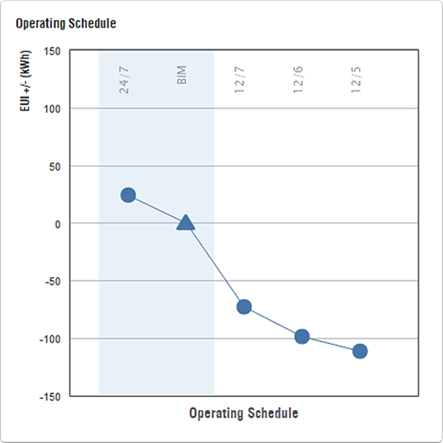 Operating Schedule
EUI +/- (kWh)
150
100
50
0
-50
-100
-150
24/7
BIM
12/7
12/6
12/5
Operating Schedule